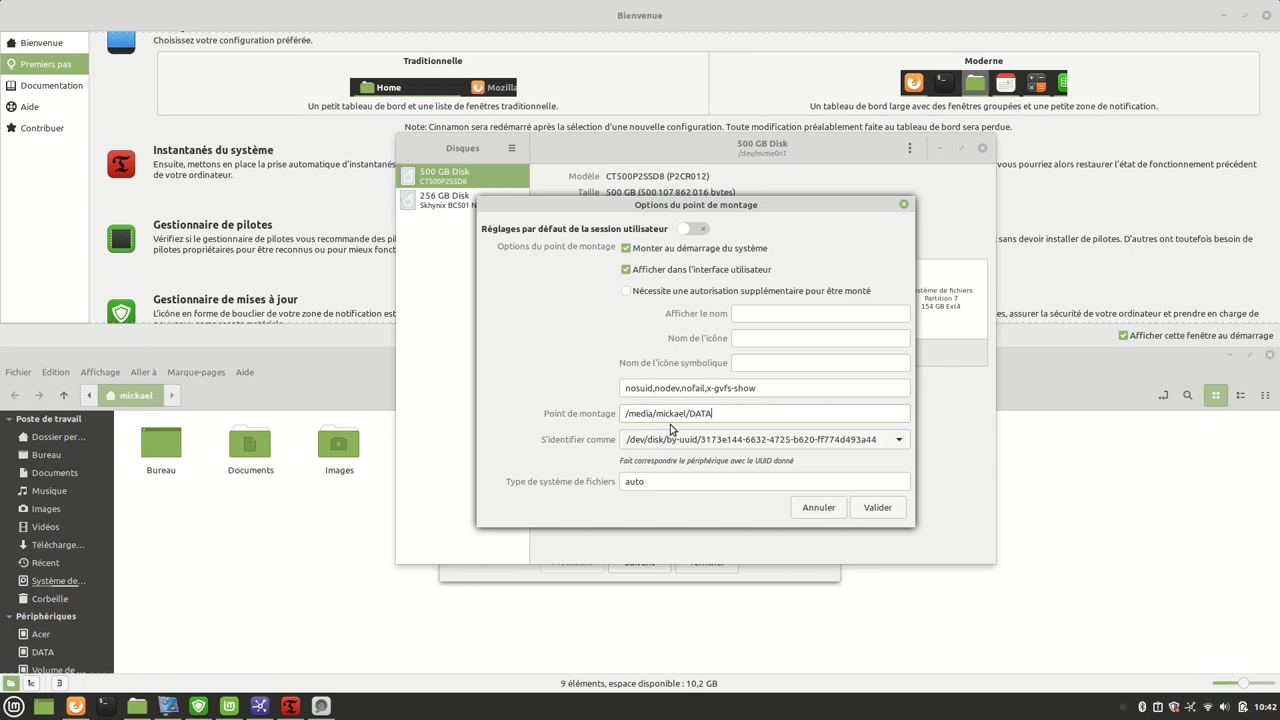 Bienvenue
Bienvenue
Premiers pas
Documentation
Aide
Contribuer
Choisissez votre configuration préférée.
Traditionnelle
Home
Mozilla
Un petit tableau de bord et une liste de fenêtres traditionnelle.
Moderne
Un tableau de bord large avec des fenêtres groupées et une petite zone de notification.
Note: Cinnamon sera redémarré après la sélection d'une nouvelle configuration. Toute modification préalablement faite au tableau de bord sera perdue.
Instantanés du système
Ensuite, mettons en place la prise automatique d'instantanés
vous pourriez alors restaurer l'état de fonctionnement précédent
de votre ordinateur.
Gestionnaire de pilotes
Vérifiez si le gestionnaire de pilotes vous recommande des pil
sans devoir installer de pilotes. D'autres ont toutefois besoin de
pilotes propriétaires pour être ou pour mieux fonct
Gestionnaire de mises à jour
L'icône en forme de bouclier de votre zone de notification est
s, assurer la sécurité de votre ordinateur et prendre en charge de
Afficher cette fenêtre au démarrage
Disques
500 GB Disk
/dev/nvme0n1
500 GB Disk
CT500P2SSD8
256 GB Disk
Skhynix BC501 N
Modèle CT500P2SSD8 (P2CR012)
Taille 500 GB (500 107 862 016 bytes)
ystème de fichiers
Partition 7
154 GB Ext4
Options du point de montage
Réglages par défaut de la session utilisateur
Options du point de montage
Monter au démarrage du système
Afficher dans l'interface utilisateur
Nécessite une autorisation supplémentaire pour être monté
Afficher le nom
Nom de l'icône
Nom de l'icône symbolique
nosuid,nodev,nofail,x-gvfs-show
Point de montage /media/mickael/DATA
S'identifier comme /dev/disk/by-uuid/3173e144-6632-4725-b620-ff774d493a44
Fait correspondre le périphérique avec le UUID donné
Type de système de fichiers auto
Annuler
Valider
Fichier Édition Affichage Aller à Marque-pages Aide
mickael
Poste de travail
Dossier per…
Bureau
Documents
Musique
Images
Vidéos
Télécharge…
Récent
Système de…
Corbeille
Périphériques
Acer
DATA
Volume de…
Bureau
Documents
Images
9 éléments, espace disponible : 10,2 GB
10:42